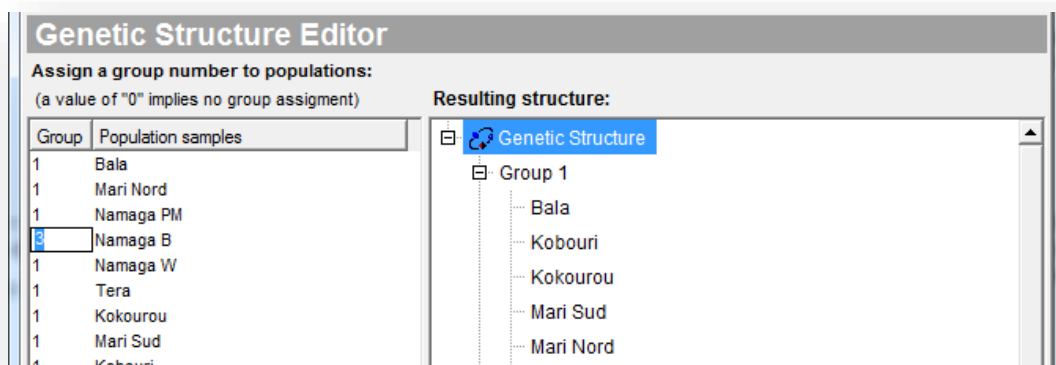 Genetic Structure Editor
Assign a group number to populations:
(a value of "0" implies no group assigment)
Group Population samples
1 Bala
1 Mari Nord
1 Namaga PM
3 Namaga B
1 Namaga W
1 Tera
1 Kokourou
1 Mari Sud
1 Kobouri
Resulting structure:
Genetic Structure
Group 1
Bala
Kobouri
Kokourou
Mari Sud
Mari Nord